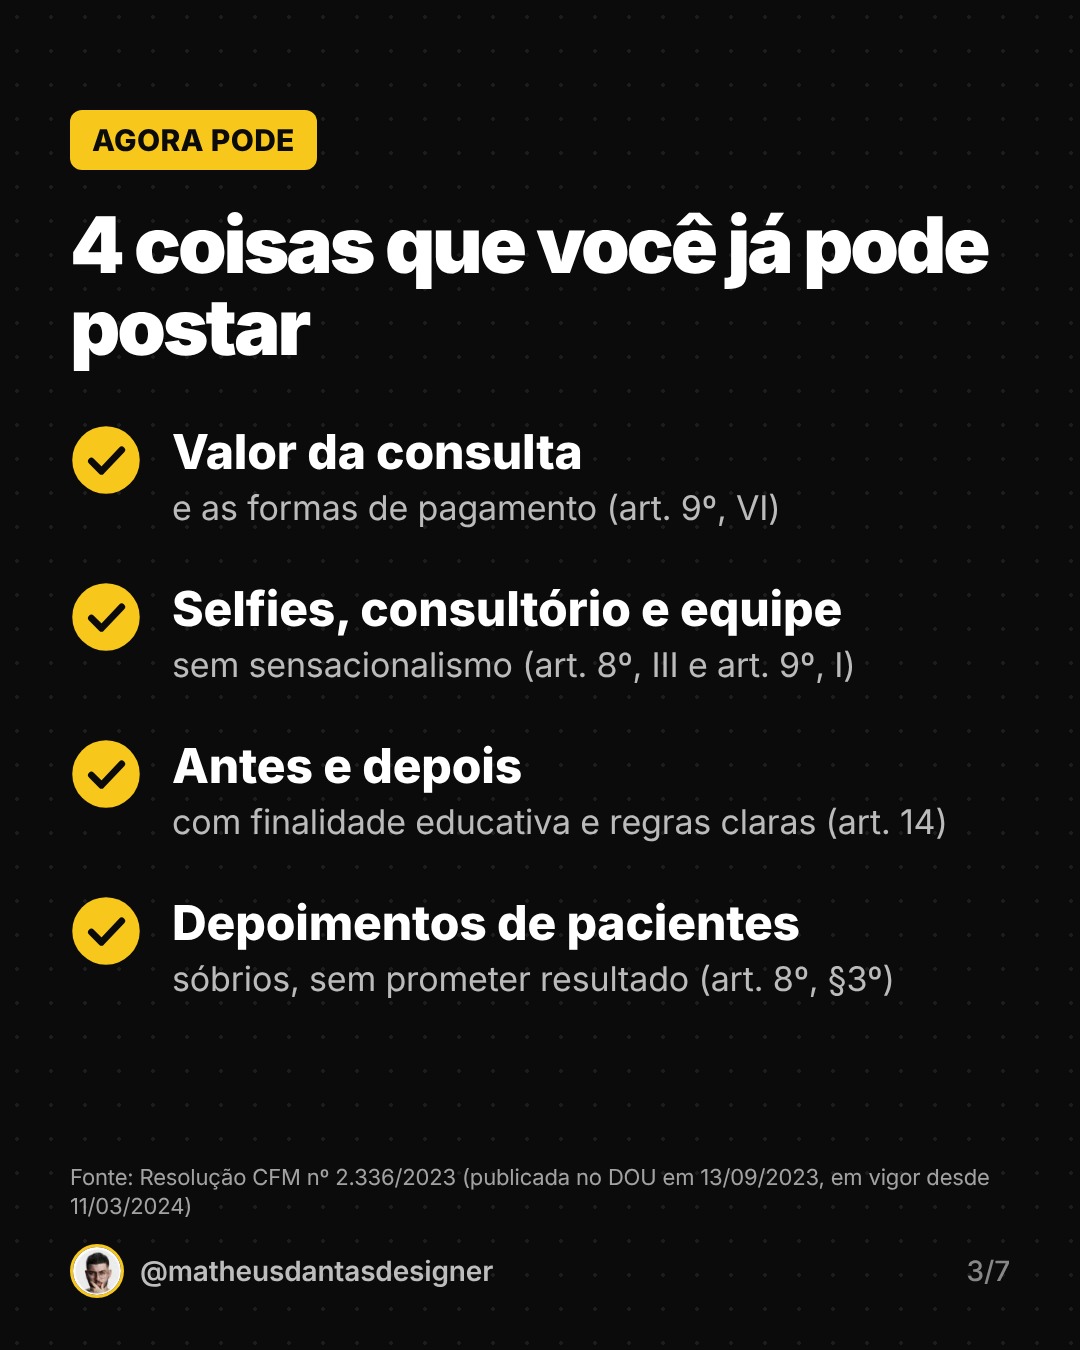 AGORA PODE
4 coisas que você já pode
postar
Valor da consulta
e as formas de pagamento (art. 9º, VI)
Selfies, consultório e equipe
sem sensacionalismo (art. 8º, III e art. 9º, I)
Antes e depois
com finalidade educativa e regras claras (art. 14)
Depoimentos de pacientes
sóbrios, sem prometer resultado (art. 8º, §3º)
Fonte: Resolução CFM nº 2.336/2023 (publicada no DOU em 13/09/2023, em vigor desde
11/03/2024)
@matheusdantasdesigner
3/7